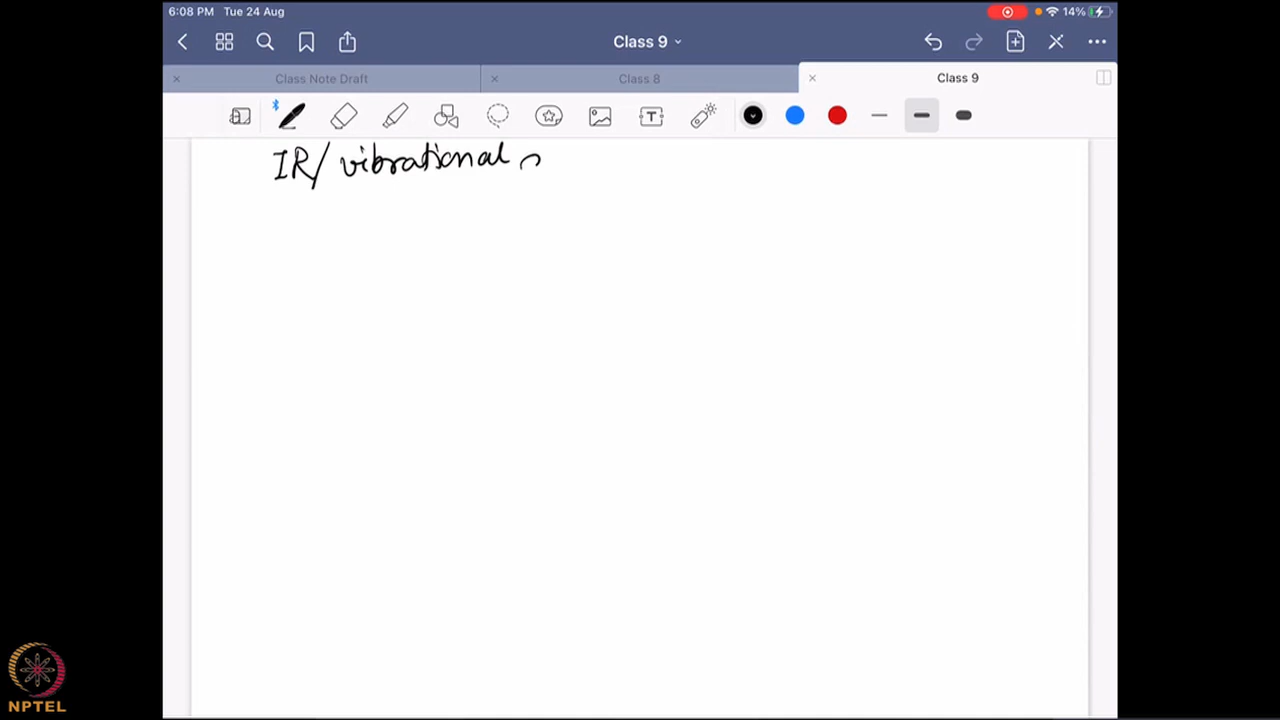 6:08 PM Tue 24 Aug 14%
Class 9
Class Note Draft Class 8 Class 9
T
IR/ vibrational
NPTEL